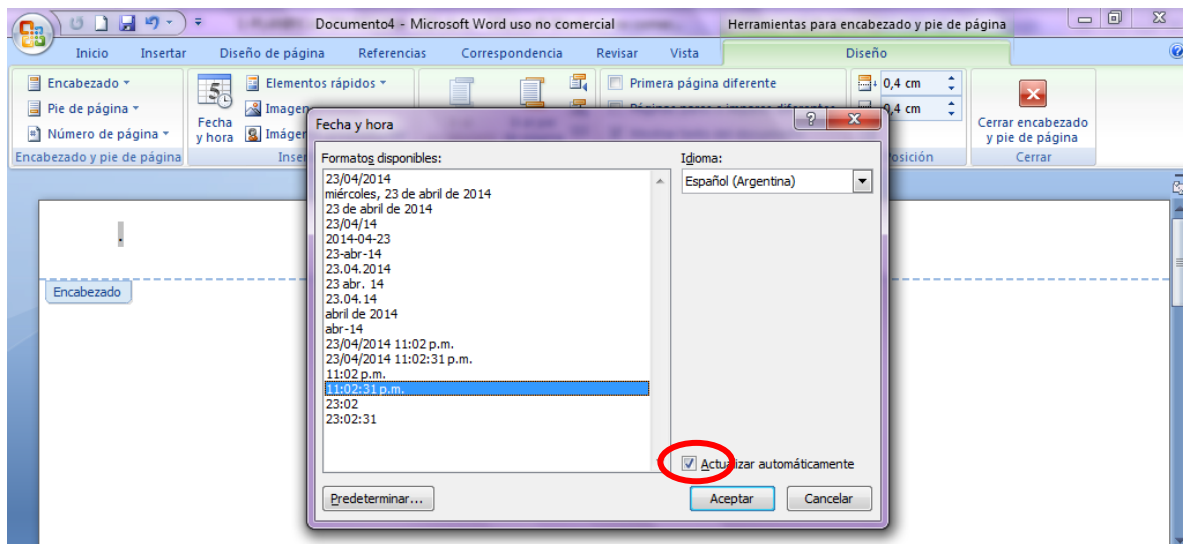 Documento4 - Microsoft Word uso no comercial
Herramientas para encabezado y pie de página
Inicio Insertar Diseño de página Referencias Correspondencia Revisar Vista Diseño
Encabezado
Pie de página
Número de página
Encabezado y pie de página
Fecha
y hora
Elementos rápidos
Imagen
Imágen
Inser
Primera página diferente
0,4 cm
0,4 cm
osición
Cerrar encabezado
y pie de página
Cerrar
Fecha y hora
Formatos disponibles:
23/04/2014
miércoles, 23 de abril de 2014
23 de abril de 2014
23/04/14
2014-04-23
23-abr-14
23.04.2014
23 abr. 14
23.04.14
abril de 2014
abr-14
23/04/2014 11:02 p.m.
23/04/2014 11:02:31 p.m.
11:02 p.m.
11:02:31 p.m.
23:02
23:02:31
Idioma:
Español (Argentina)
Actualizar automáticamente
Predeterminar...
Aceptar
Cancelar
.
Encabezado